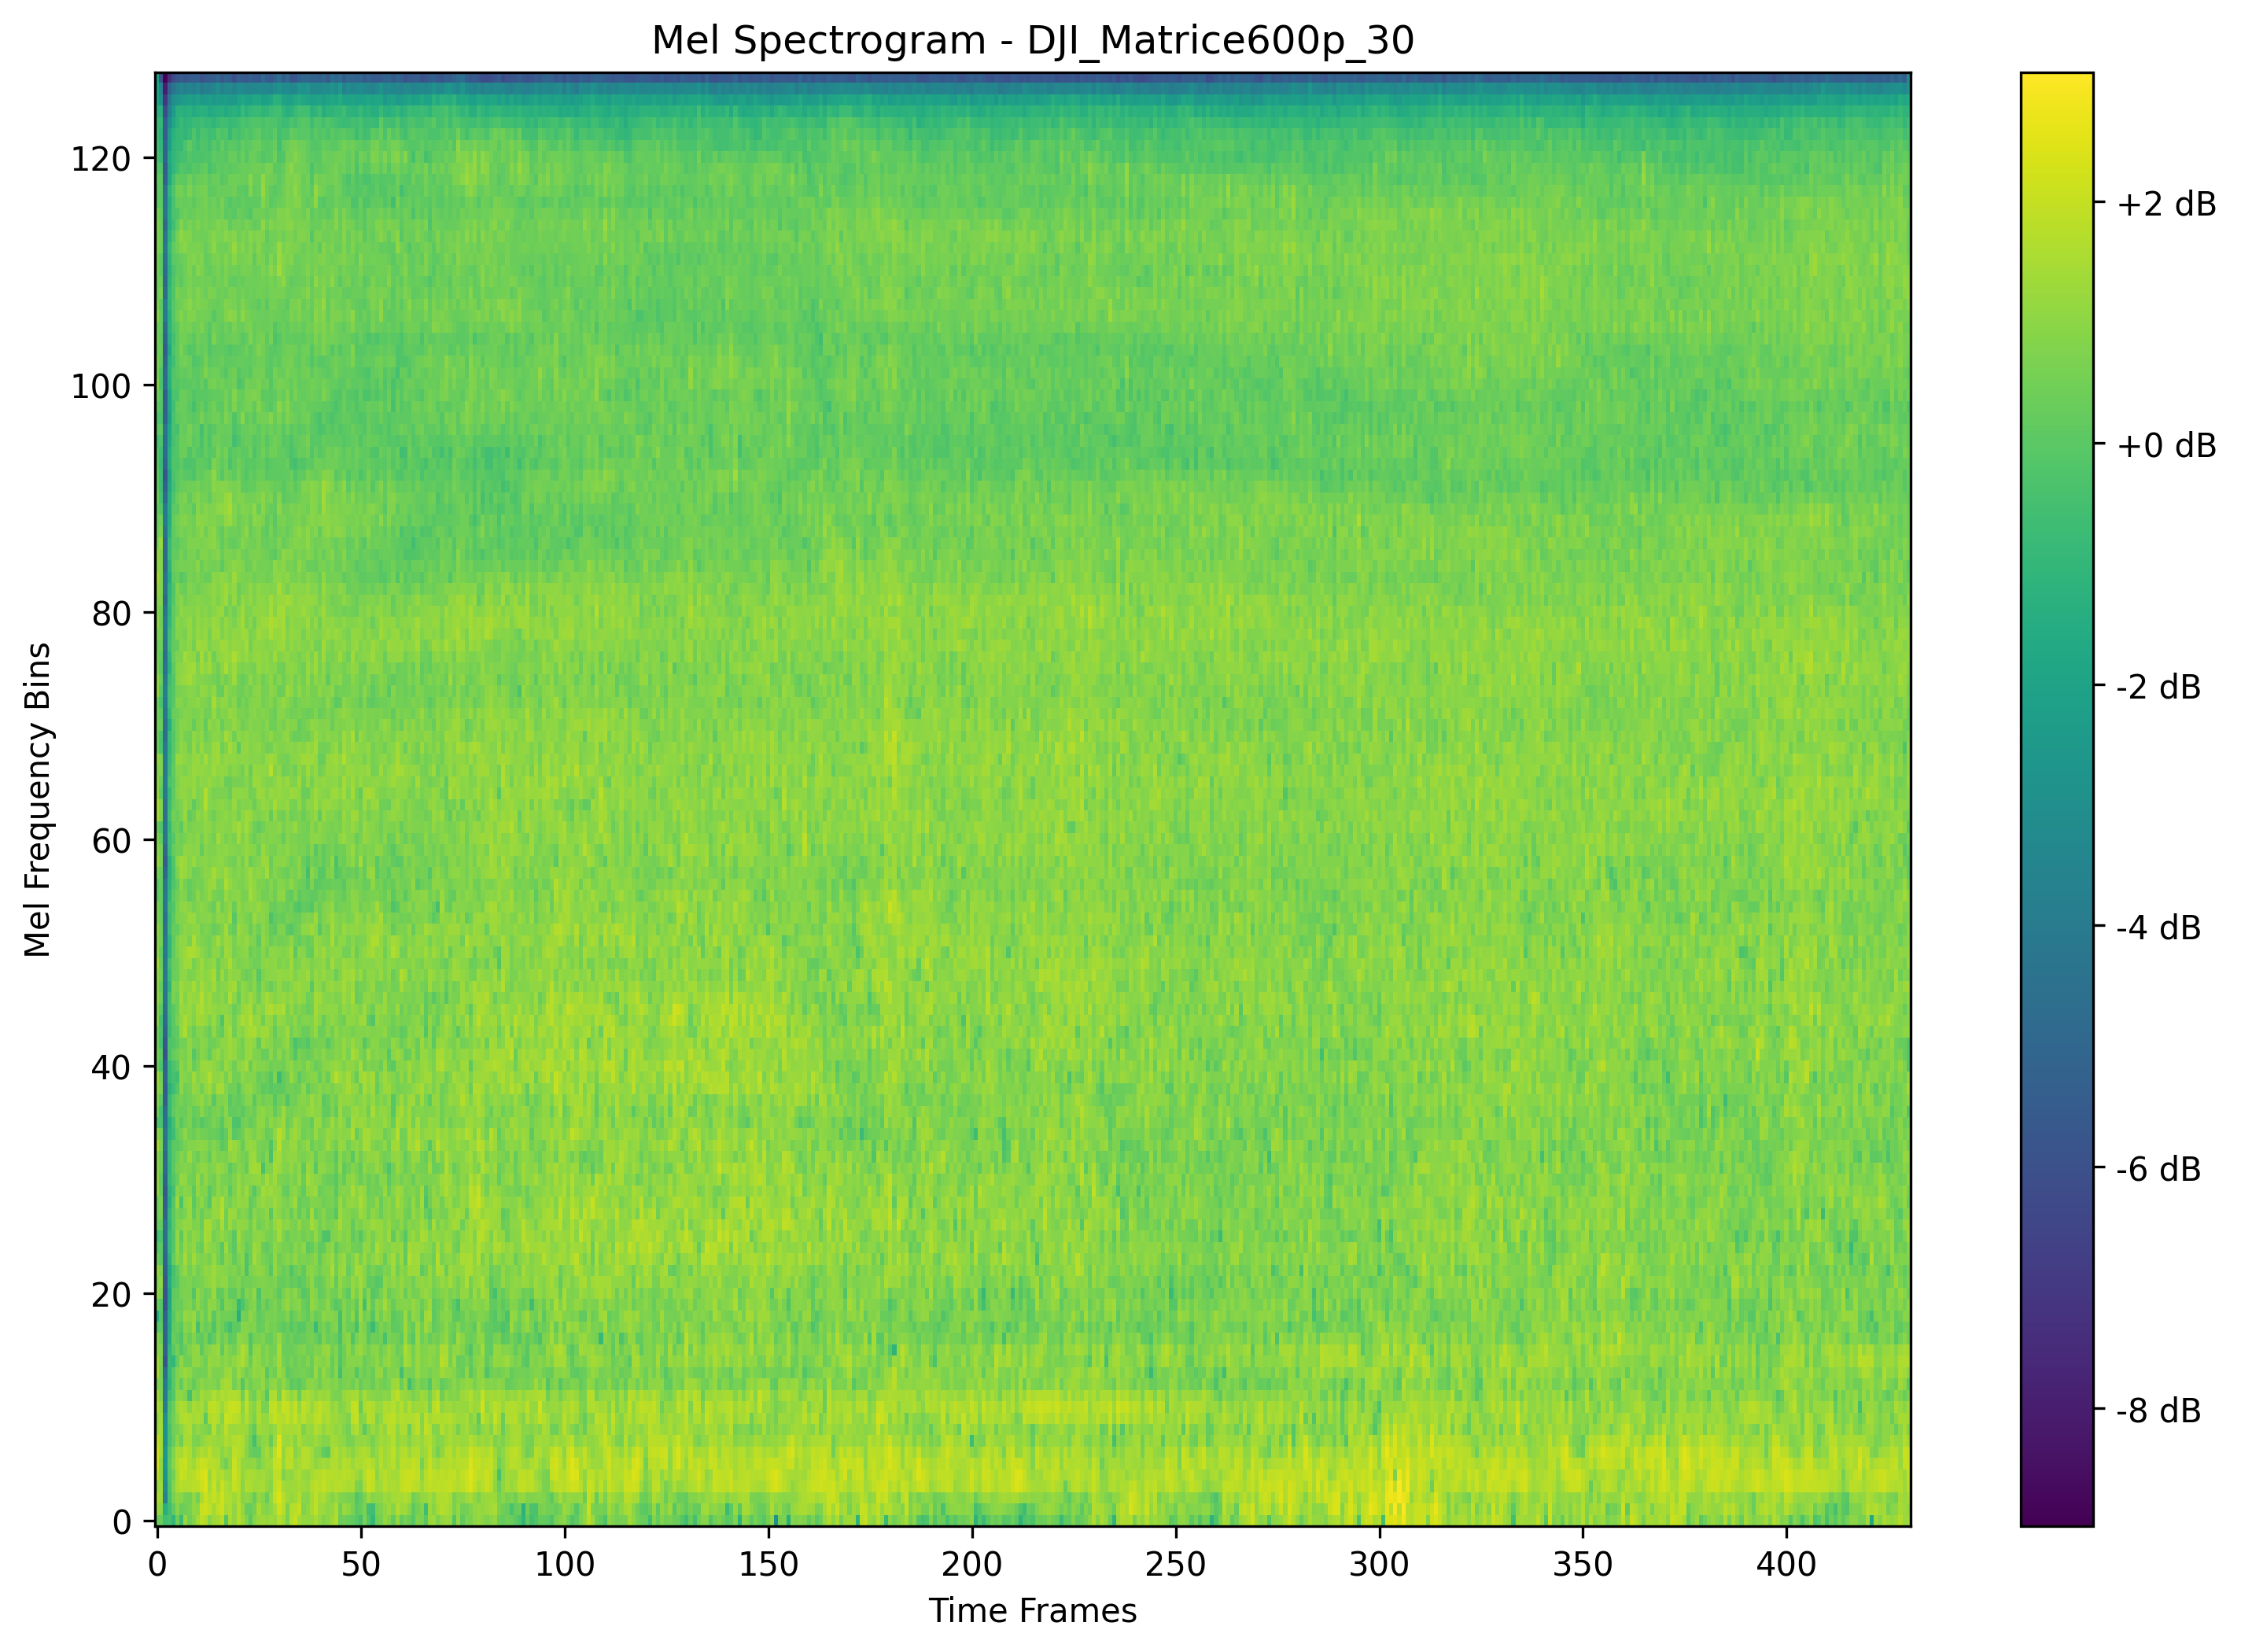 Mel Spectrogram - DJI_Matrice600p_30
Mel Frequency Bins
120
100
80
60
40
20
0
0 50 100 150 200 250 300 350 400
Time Frames
+2 dB
+0 dB
-2 dB
-4 dB
-6 dB
-8 dB